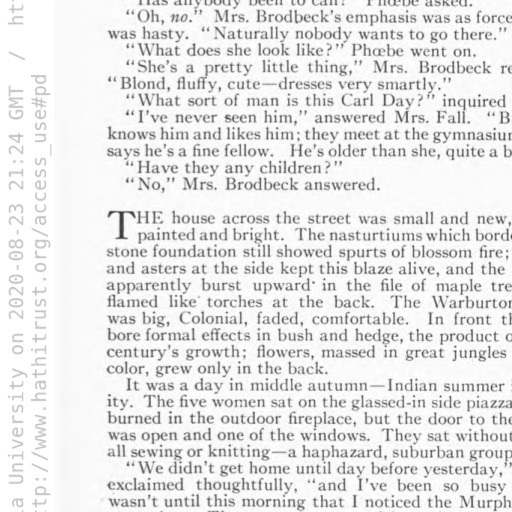 Has anybody been to call?" Phœbe asked.
"Oh, no." Mrs. Brodbeck's emphasis was as force
was hasty. "Naturally nobody wants to go there."
"What does she look like?" Phœbe went on.
"She's a pretty little thing," Mrs. Brodbeck re
"Blond, fluffy, cute—dresses very smartly."
"What sort of man is this Carl Day?" inquired
"I've never seen him," answered Mrs. Fall. "B
knows him and likes him; they meet at the gymnasiun
says he's a fine fellow. He's older than she, quite a b
"Have they any children?"
"No," Mrs. Brodbeck answered.
THE house across the street was small and new,
painted and bright. The nasturtiums which bord
stone foundation still showed spurts of blossom fire;
and asters at the side kept this blaze alive, and the
apparently burst upward in the file of maple tre
flamed like torches at the back. The Warburton
was big, Colonial, faded, comfortable. In front th
bore formal effects in bush and hedge, the product o
century's growth; flowers, massed in great jungles
color, grew only in the back.
It was a day in middle autumn—Indian summer
ity. The five women sat on the glassed-in side piazza
burned in the outdoor fireplace, but the door to the
was open and one of the windows. They sat without
all sewing or knitting—a haphazard, suburban group
"We didn't get home until day before yesterday,"
exclaimed thoughtfully, "and I've been so busy
wasn't until this morning that I noticed the Murph
ia University on 2020-08-23 21:24 GMT / htt
ttp://www.hathitrust.org/access_use#pd